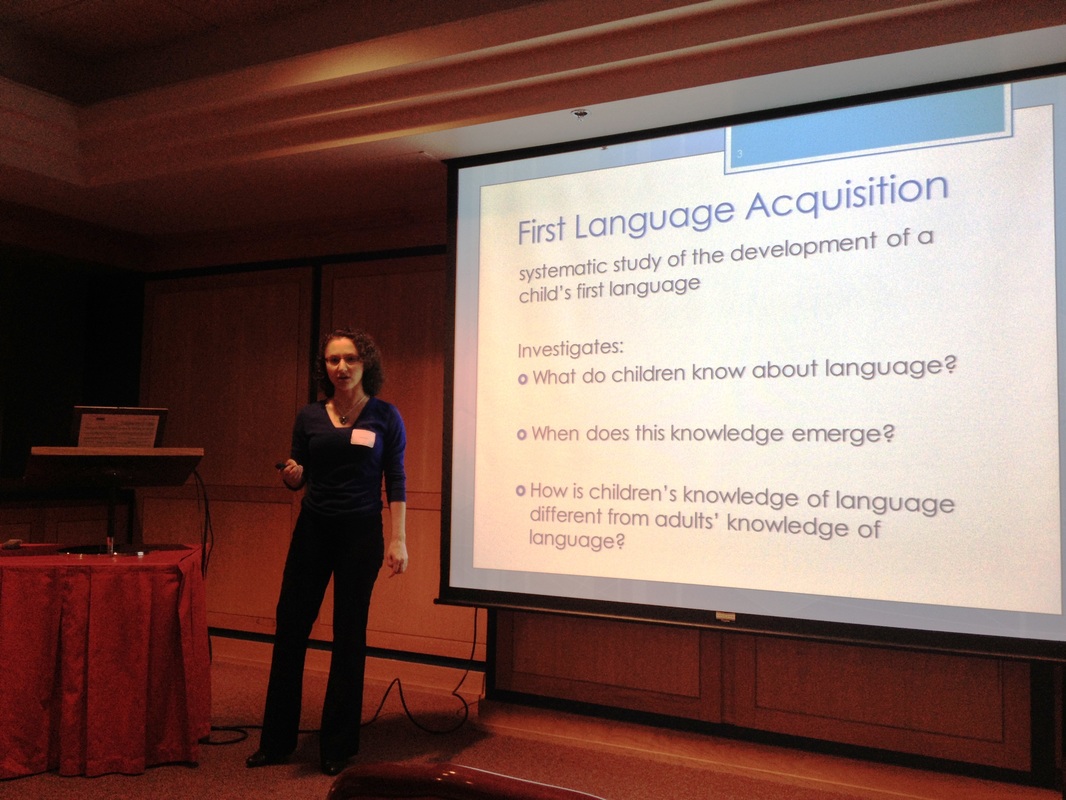 3
First Language Acquisition
systematic study of the development of a
child's first language
Investigates:
What do children know about language?
When does this knowledge emerge?
How is children's knowledge of language
different from adults' knowledge of
language?